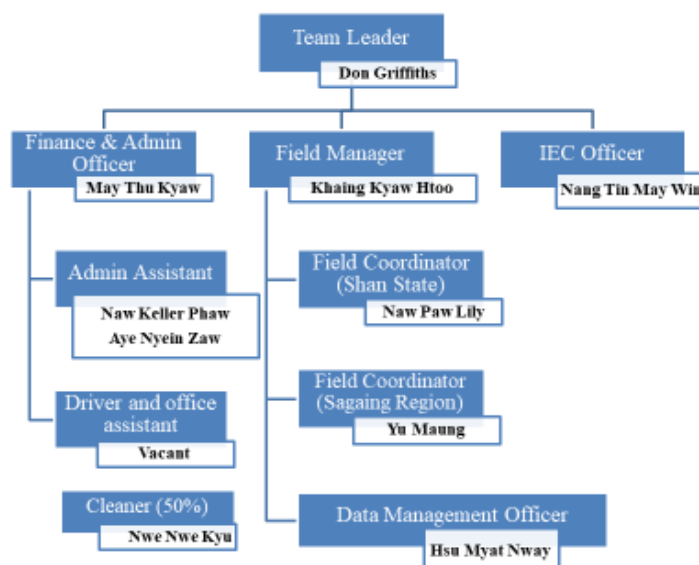 Team Leader
Don Griffiths
Finance & Admin
Officer
May Thu Kyaw
Field Manager
Khaing Kyaw Htoo
IEC Officer
Nang Tin May Win
Admin Assistant
Naw Keller Phaw
Aye Nyein Zaw
Field Coordinator
(Shan State)
Naw Paw Lily
Driver and office
assistant
Vacant
Field Coordinator
(Sagaing Region)
Yu Maung
Cleaner (50%)
Nwe Nwe Kyu
Data Management Officer
Hsu Myat Nway